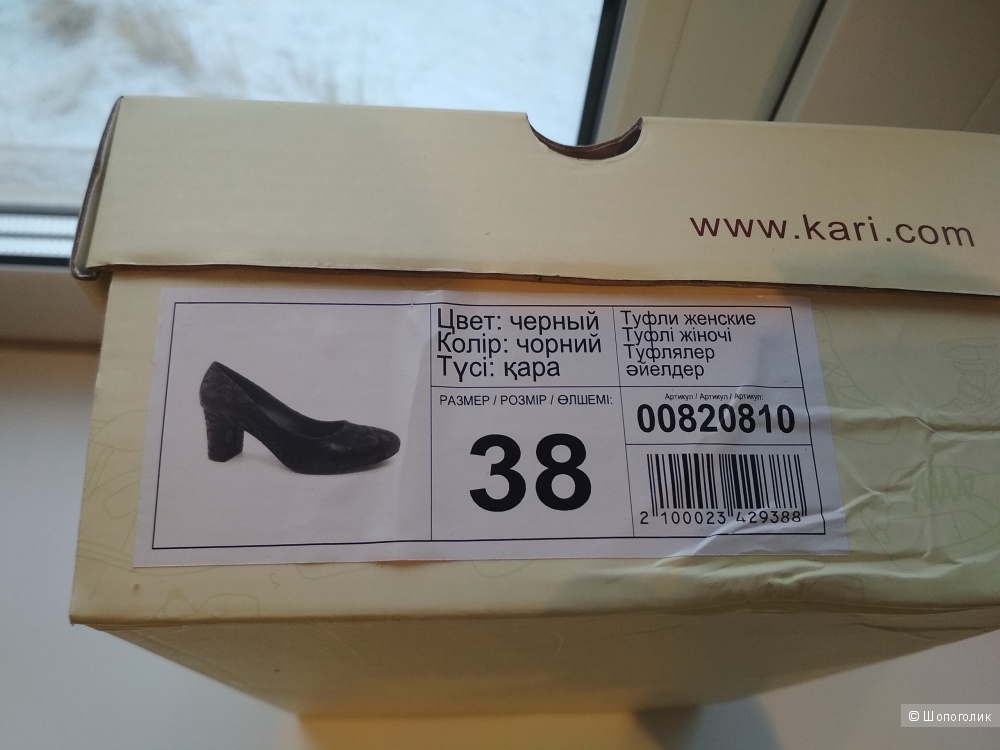 www.kari.com
Цвет: черный
Колір: чорний
Түсі: қара
Туфли женские
Туфлі жіночі
Туфлялер
әйелдер
РАЗМЕР / РОЗМІР / ӨЛШЕМІ:
38
Артикул / Артикул / Артикул:
00820810
2 100023 429388
© Шопоголик